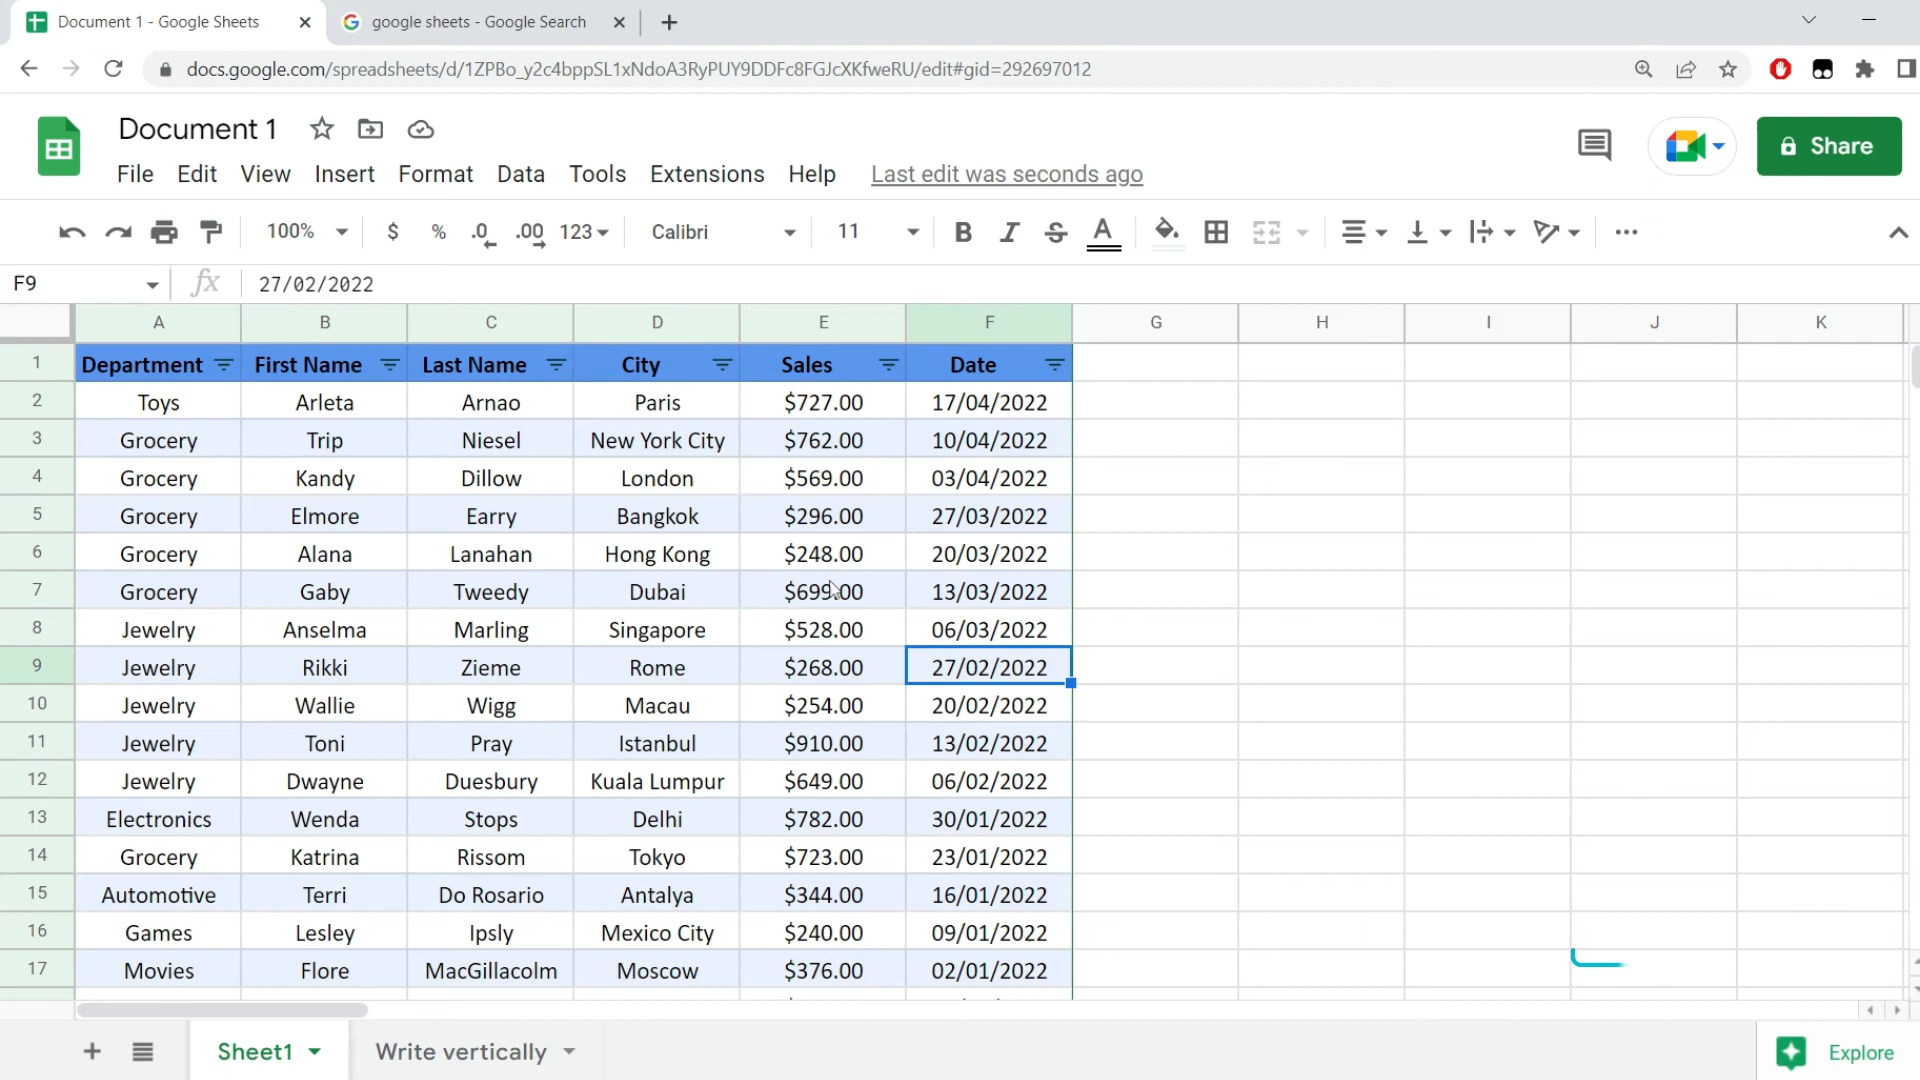 Document 1 - Google Sheets
google sheets - Google Search
docs.google.com/spreadsheets/d/1ZPBo_y2c4bppSL1xNdoA3RyPUY9DDFc8FGJcXKfweRU/edit#gid=292697012
Document 1
Share
File Edit View Insert Format Data Tools Extensions Help Last edit was seconds ago
100% $ % .0 .00 123 Calibri 11 B I S A
F9 fx 27/02/2022
A B C D E F G H I J K
1 Department First Name Last Name City Sales Date
2 Toys Arleta Arnao Paris $727.00 17/04/2022
3 Grocery Trip Niesel New York City $762.00 10/04/2022
4 Grocery Kandy Dillow London $569.00 03/04/2022
5 Grocery Elmore Earry Bangkok $296.00 27/03/2022
6 Grocery Alana Lanahan Hong Kong $248.00 20/03/2022
7 Grocery Gaby Tweedy Dubai $699.00 13/03/2022
8 Jewelry Anselma Marling Singapore $528.00 06/03/2022
9 Jewelry Rikki Zieme Rome $268.00 27/02/2022
10 Jewelry Wallie Wigg Macau $254.00 20/02/2022
11 Jewelry Toni Pray Istanbul $910.00 13/02/2022
12 Jewelry Dwayne Duesbury Kuala Lumpur $649.00 06/02/2022
13 Electronics Wenda Stops Delhi $782.00 30/01/2022
14 Grocery Katrina Rissom Tokyo $723.00 23/01/2022
15 Automotive Terri Do Rosario Antalya $344.00 16/01/2022
16 Games Lesley Ipsly Mexico City $240.00 09/01/2022
17 Movies Flore MacGillacolm Moscow $376.00 02/01/2022
Sheet1 Write vertically Explore